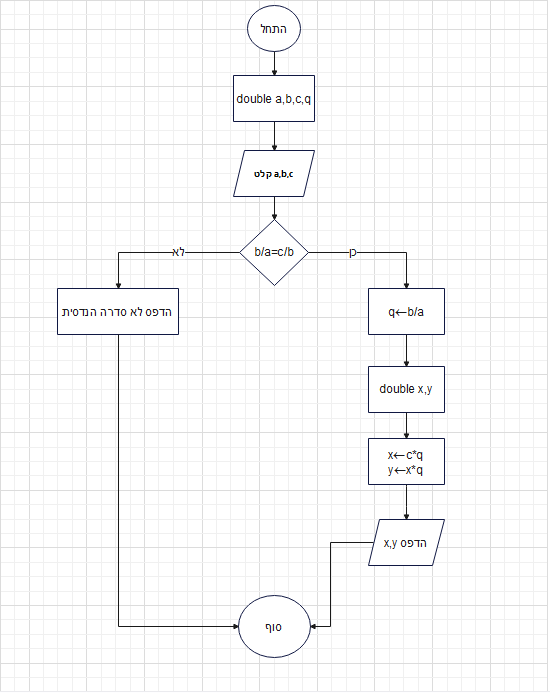 התחל
double a,b,c,q
קלט a,b,c
b/a=c/b
לא
כן
הדפס לא סדרה הנדסית
q←b/a
double x,y
x←c*q
y←x*q
הדפס x,y
סוף